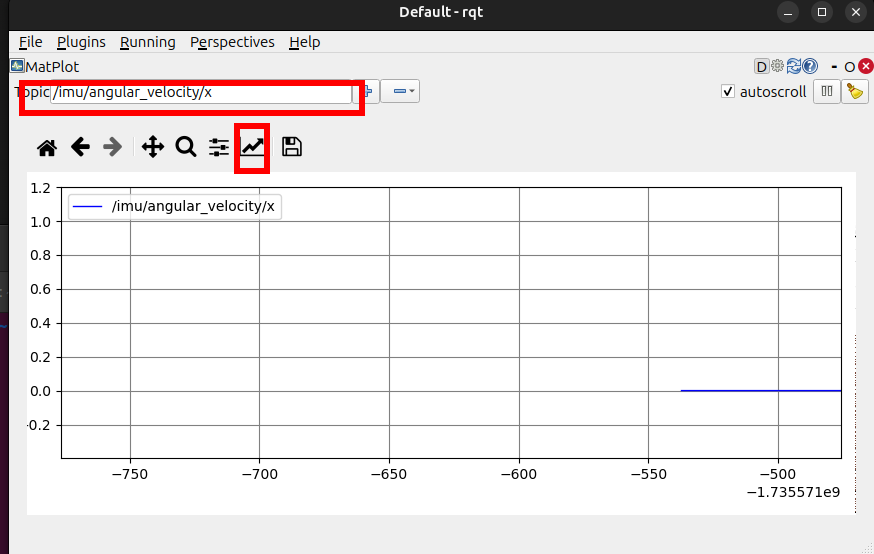 Default - rqt
File Plugins Running Perspectives Help
MatPlot D - O
Topic /imu/angular_velocity/x autoscroll
1.2
/imu/angular_velocity/x
1.0
0.8
0.6
0.4
0.2
0.0
-0.2
−750 −700 −650 −600 −550 −500
−1.735571e9